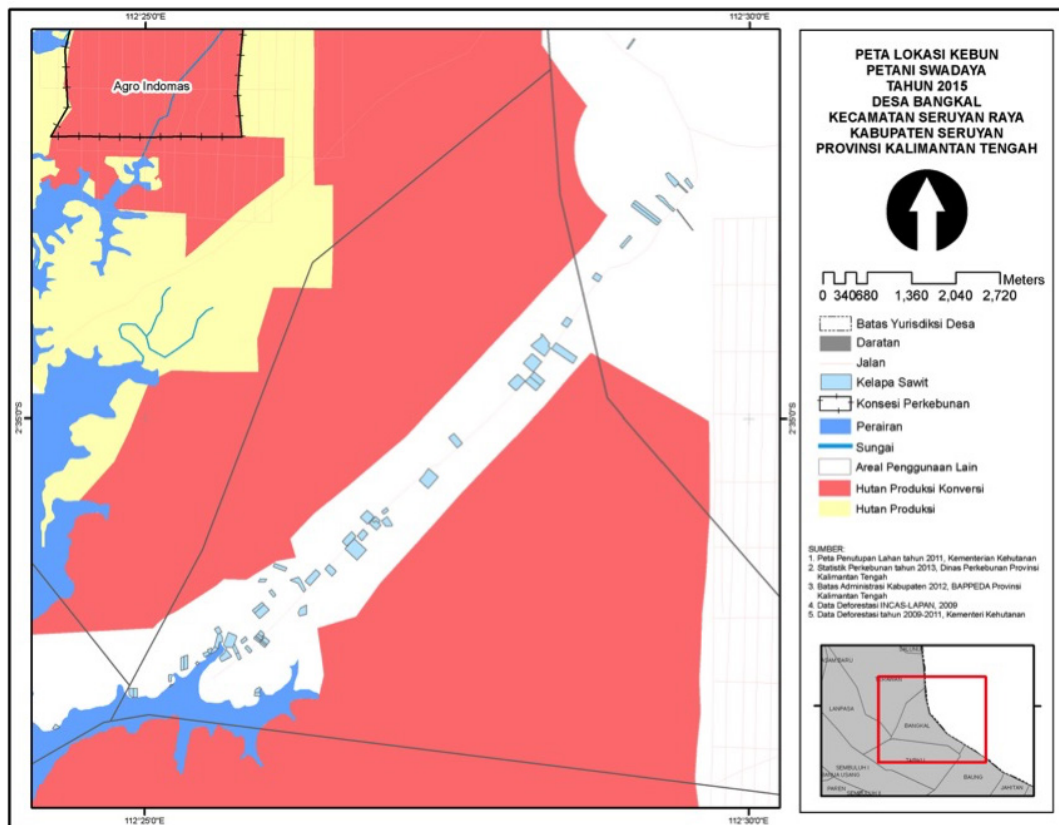 112°25'0"E
112°30'0"E
Agro Indomas
2°35'0"S
2°35'0"S
112°25'0"E
112°30'0"E
PETA LOKASI KEBUN
PETANI SWADAYA
TAHUN 2015
DESA BANGKAL
KECAMATAN SERUYAN RAYA
KABUPATEN SERUYAN
PROVINSI KALIMANTAN TENGAH
Meters
0 340 680 1,360 2,040 2,720
Batas Yurisdiksi Desa
Daratan
Jalan
Kelapa Sawit
Konsesi Perkebunan
Perairan
Sungai
Areal Penggunaan Lain
Hutan Produksi Konversi
Hutan Produksi
SUMBER:
1. Peta Penutupan Lahan tahun 2011, Kementerian Kehutanan
2. Statistik Perkebunan tahun 2013, Dinas Perkebunan Provinsi
Kalimantan Tengah
3. Batas Administrasi Kabupaten 2012, BAPPEDA Provinsi
Kalimantan Tengah
4. Data Deforestasi INCAS-LAPAN, 2009
5. Data Deforestasi tahun 2009-2011, Kementeri Kehutanan
LANPASA
BANGKAL
SEMBULUH I
BAUNG
PAREN
JAHITAN